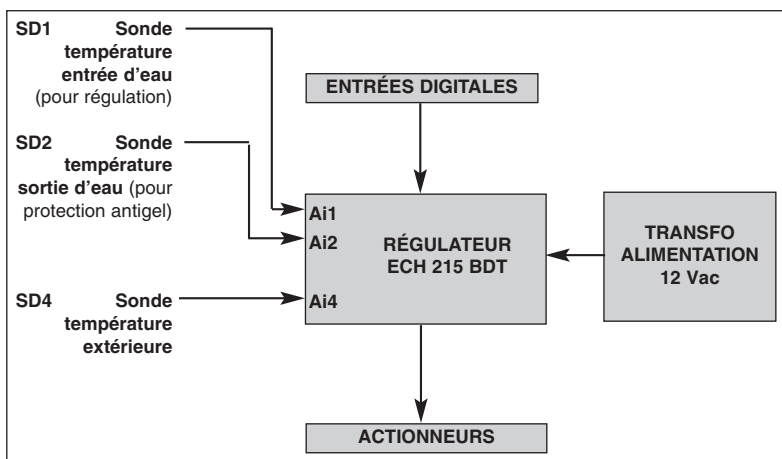 SD1 Sonde
température
entrée d'eau
(pour régulation)
SD2 Sonde
température
sortie d'eau (pour
protection antigel)
SD4 Sonde
température
extérieure
ENTRÉES DIGITALES
Ai1
Ai2
Ai4
RÉGULATEUR
ECH 215 BDT
TRANSFO
ALIMENTATION
12 Vac
ACTIONNEURS